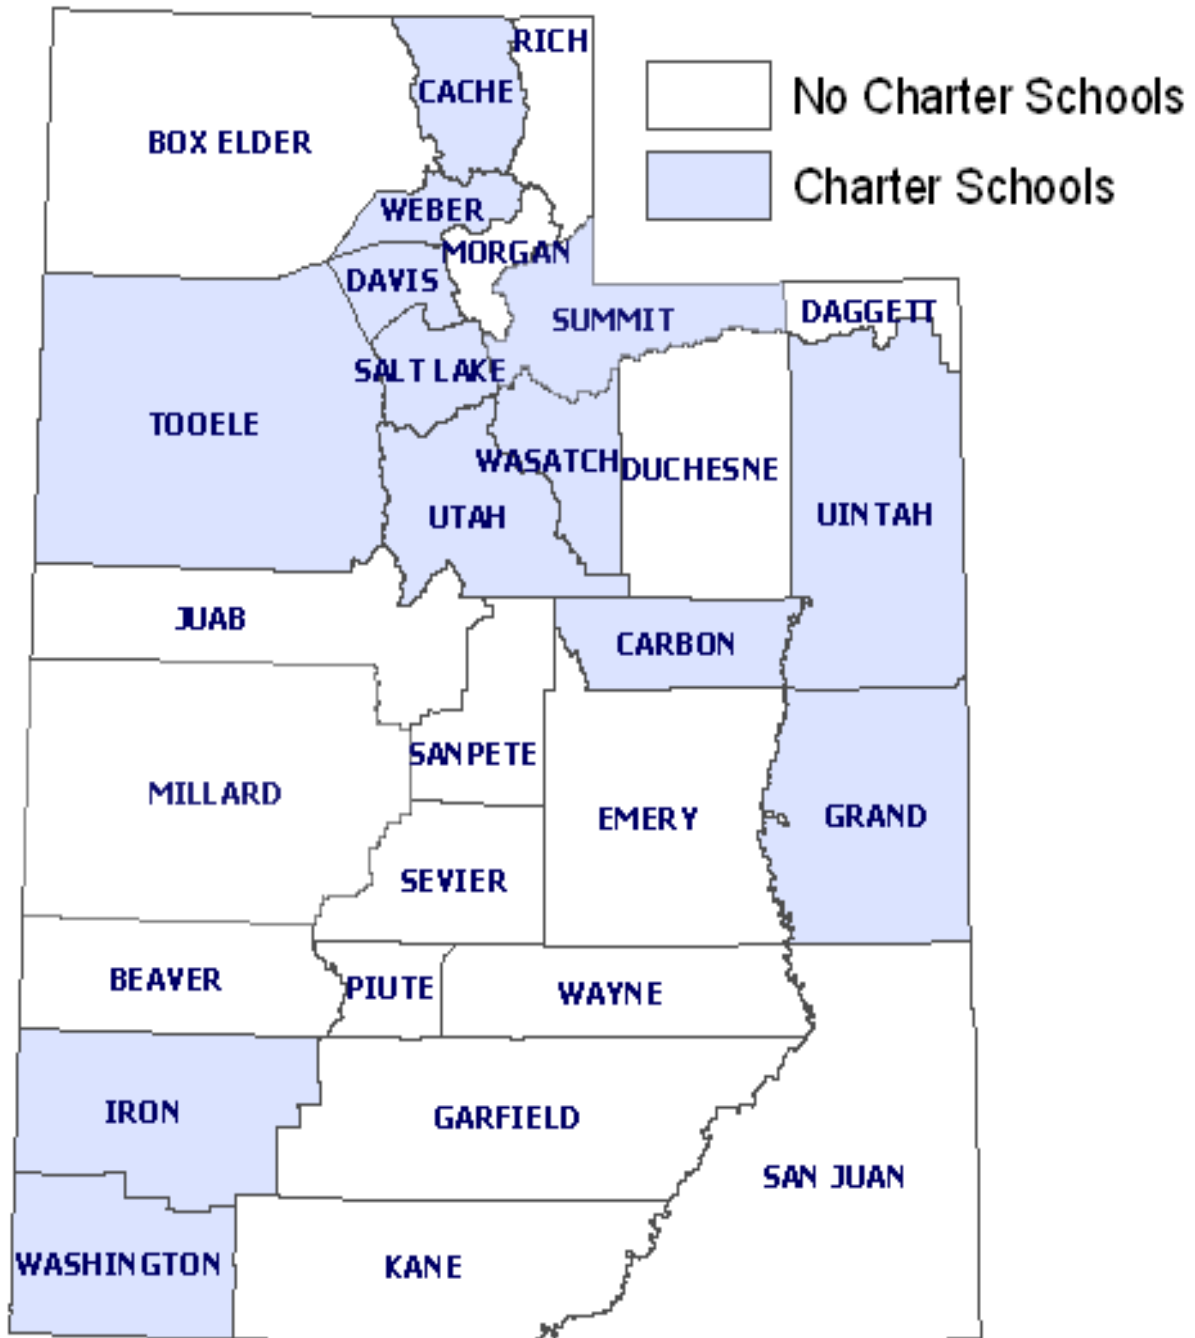 RICH
CACHE
No Charter Schools
BOX ELDER
Charter Schools
WEBER
MORGAN
DAVIS
DAGGETT
SUMMIT
SALT LAKE
TOOELE
WASATCH
DUCHESNE
UTAH
UINTAH
JUAB
CARBON
SANPETE
MILLARD
EMERY
GRAND
SEVIER
BEAVER
PIUTE
WAYNE
IRON
GARFIELD
SAN JUAN
WASHINGTON
KANE